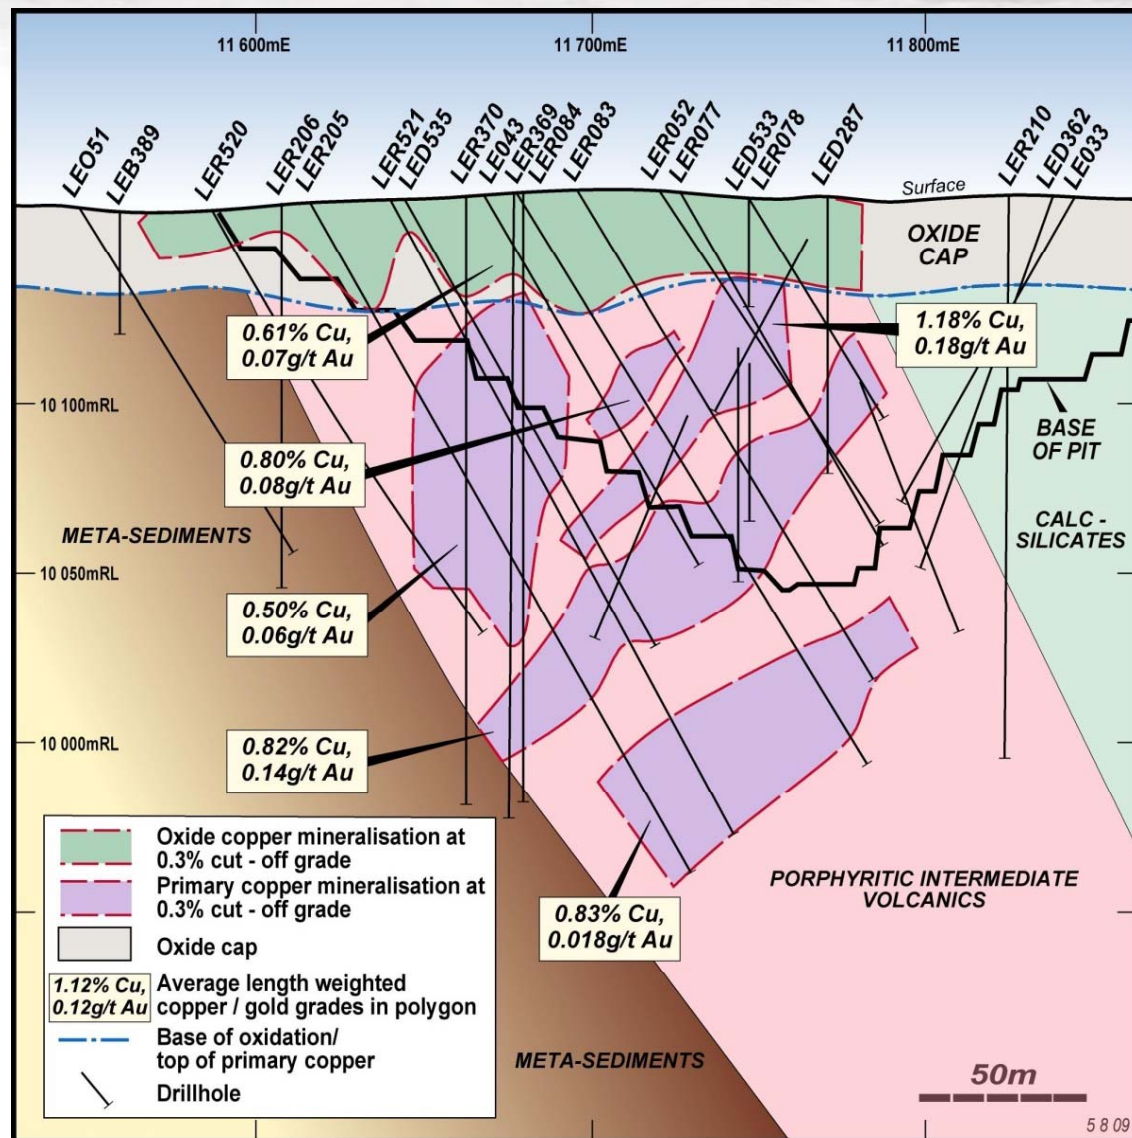 11 600mE
11 700mE
11 800mE
LEO51
LEB389
LER520
LER206
LER205
LER521
LED535
LER370
LE043
LER369
LER084
LER083
LER052
LER077
LED533
LER078
LED287
LER210
LED362
LE033
Surface
OXIDE
CAP
0.61% Cu,
0.07g/t Au
1.18% Cu,
0.18g/t Au
10 100mRL
BASE
OF PIT
0.80% Cu,
0.08g/t Au
META-SEDIMENTS
CALC -
SILICATES
10 050mRL
0.50% Cu,
0.06g/t Au
10 000mRL
0.82% Cu,
0.14g/t Au
Oxide copper mineralisation at
0.3% cut - off grade
Primary copper mineralisation at
0.3% cut - off grade
Oxide cap
1.12% Cu,
0.12g/t Au
Average length weighted
copper / gold grades in polygon
Base of oxidation/
top of primary copper
Drillhole
PORPHYRITIC INTERMEDIATE
VOLCANICS
0.83% Cu,
0.018g/t Au
META-SEDIMENTS
50m
5 8 09